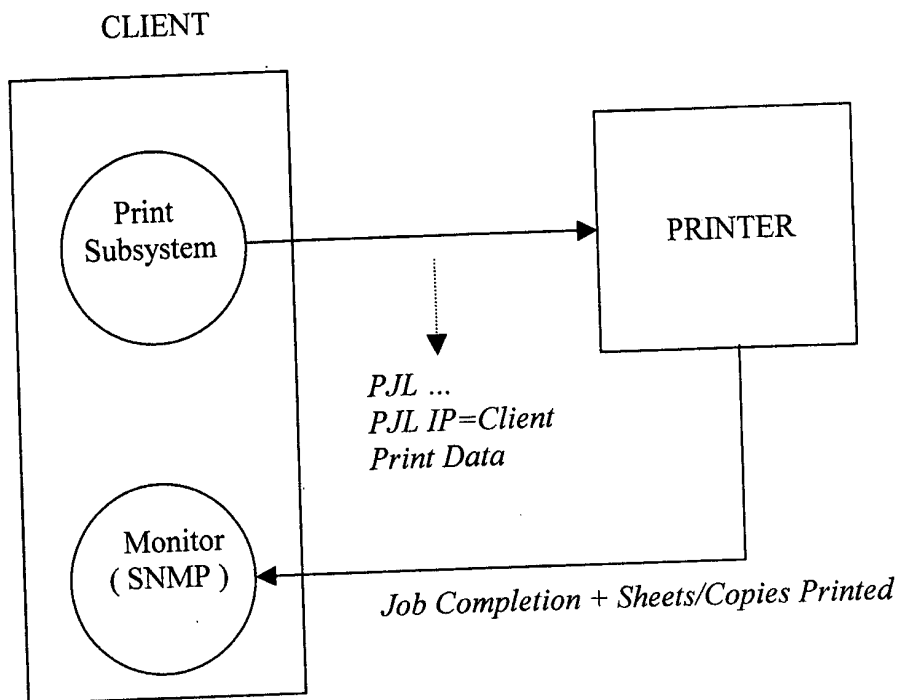 CLIENT
Print
Subsystem
PRINTER
PJL ...
PJL IP=Client
Print Data
Monitor
( SNMP )
Job Completion + Sheets/Copies Printed